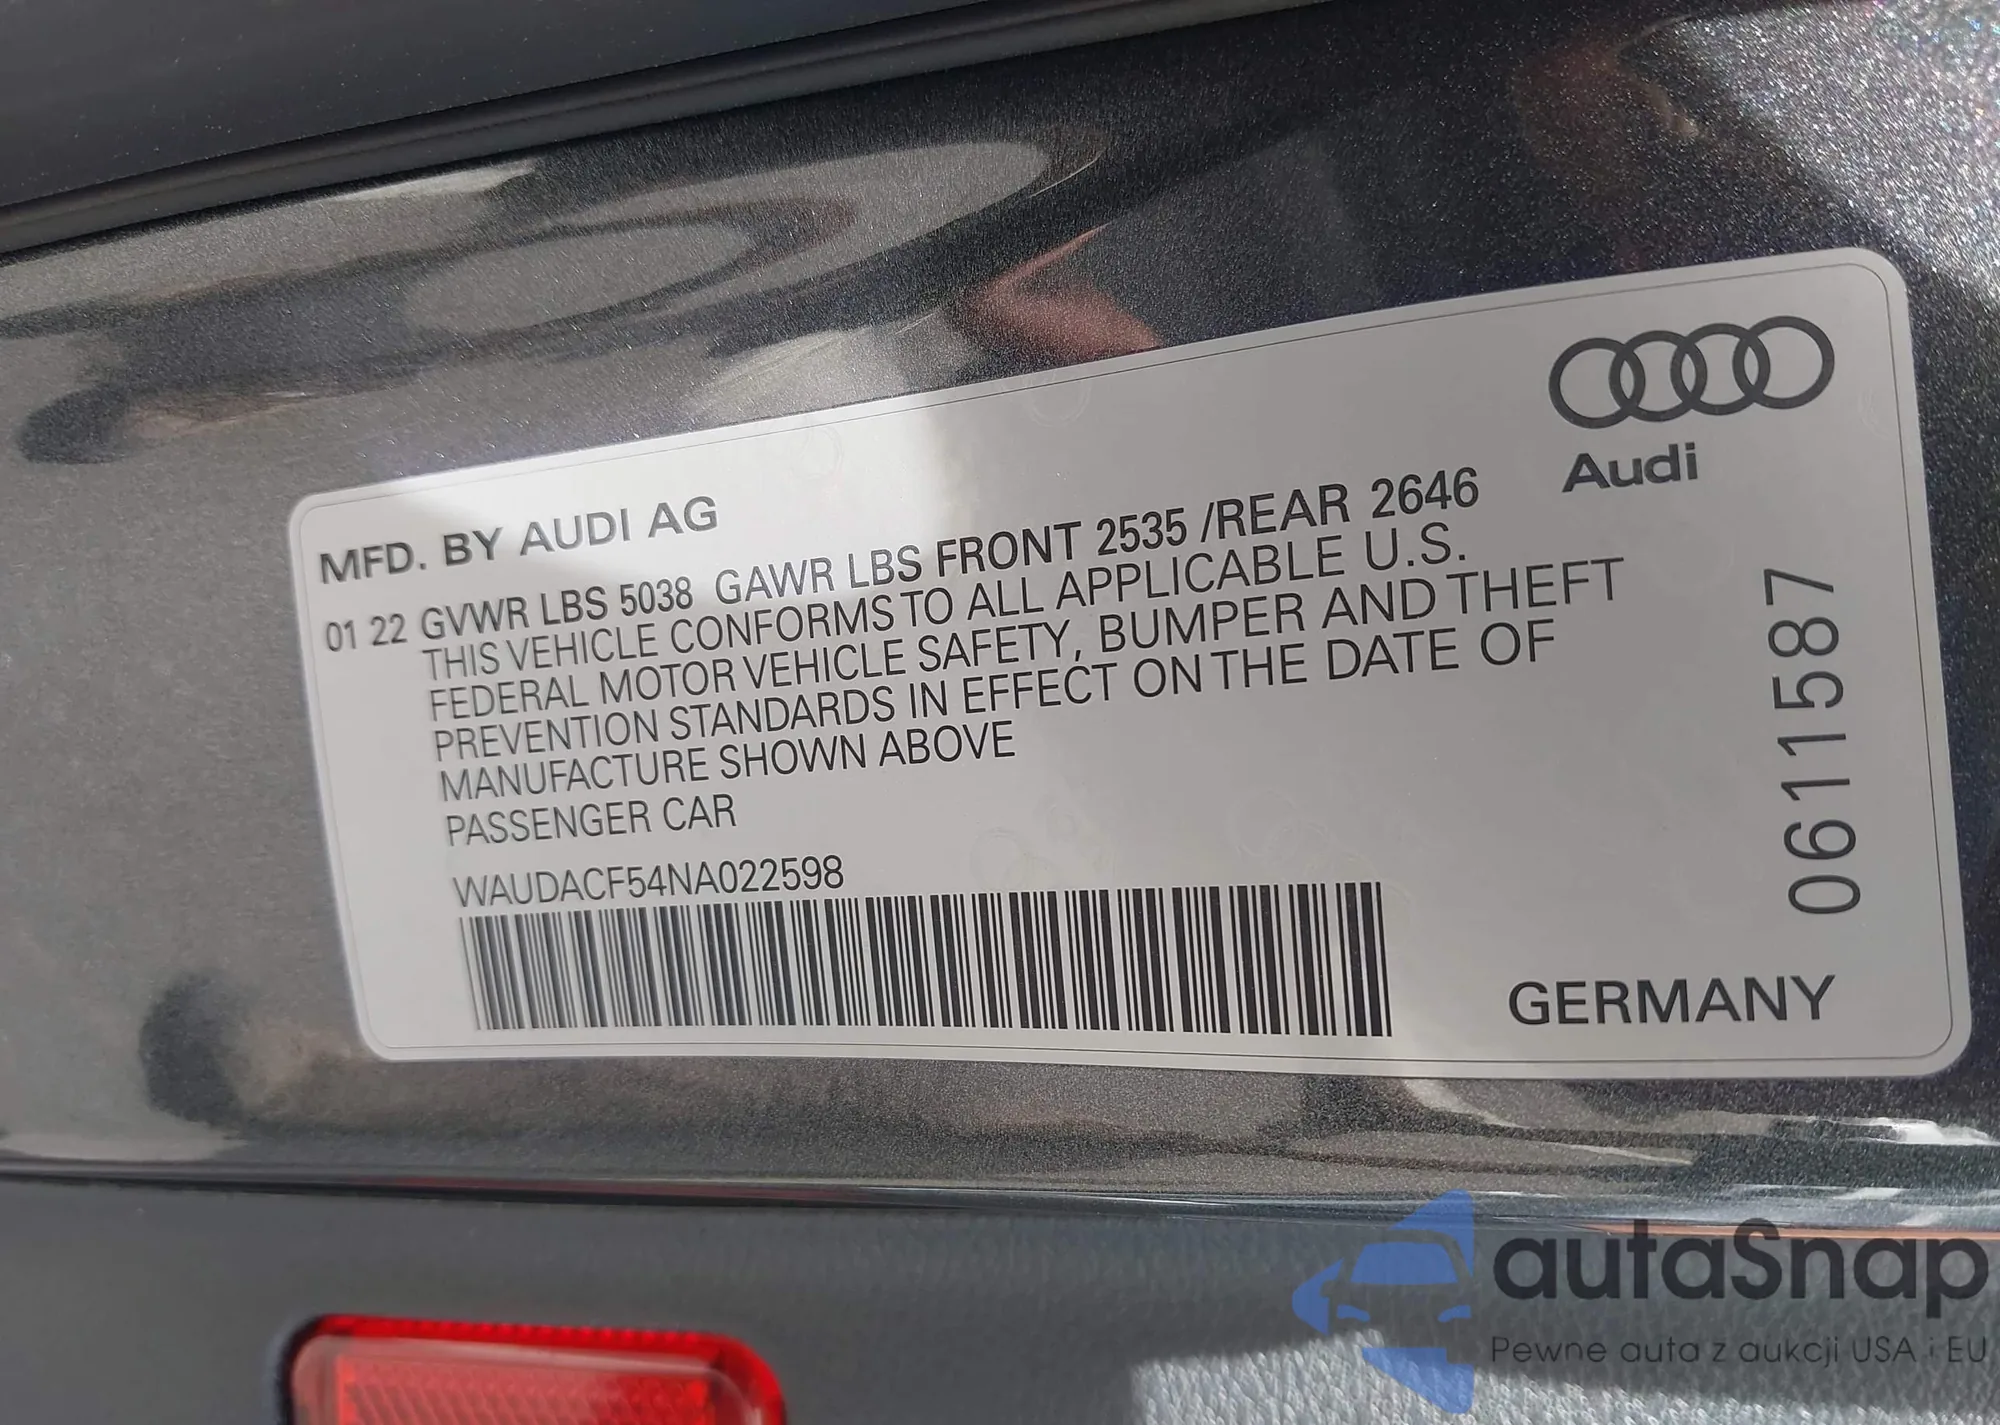 Audi
MFD. BY AUDI AG
01 22 GVWR LBS 5038 GAWR LBS FRONT 2535 /REAR 2646
THIS VEHICLE CONFORMS TO ALL APPLICABLE U.S.
FEDERAL MOTOR VEHICLE SAFETY, BUMPER AND THEFT
PREVENTION STANDARDS IN EFFECT ON THE DATE OF
MANUFACTURE SHOWN ABOVE
PASSENGER CAR
WAUDACF54NA022598
0611587
GERMANY
autaSnap
Pewne auta z aukcji USA i EU